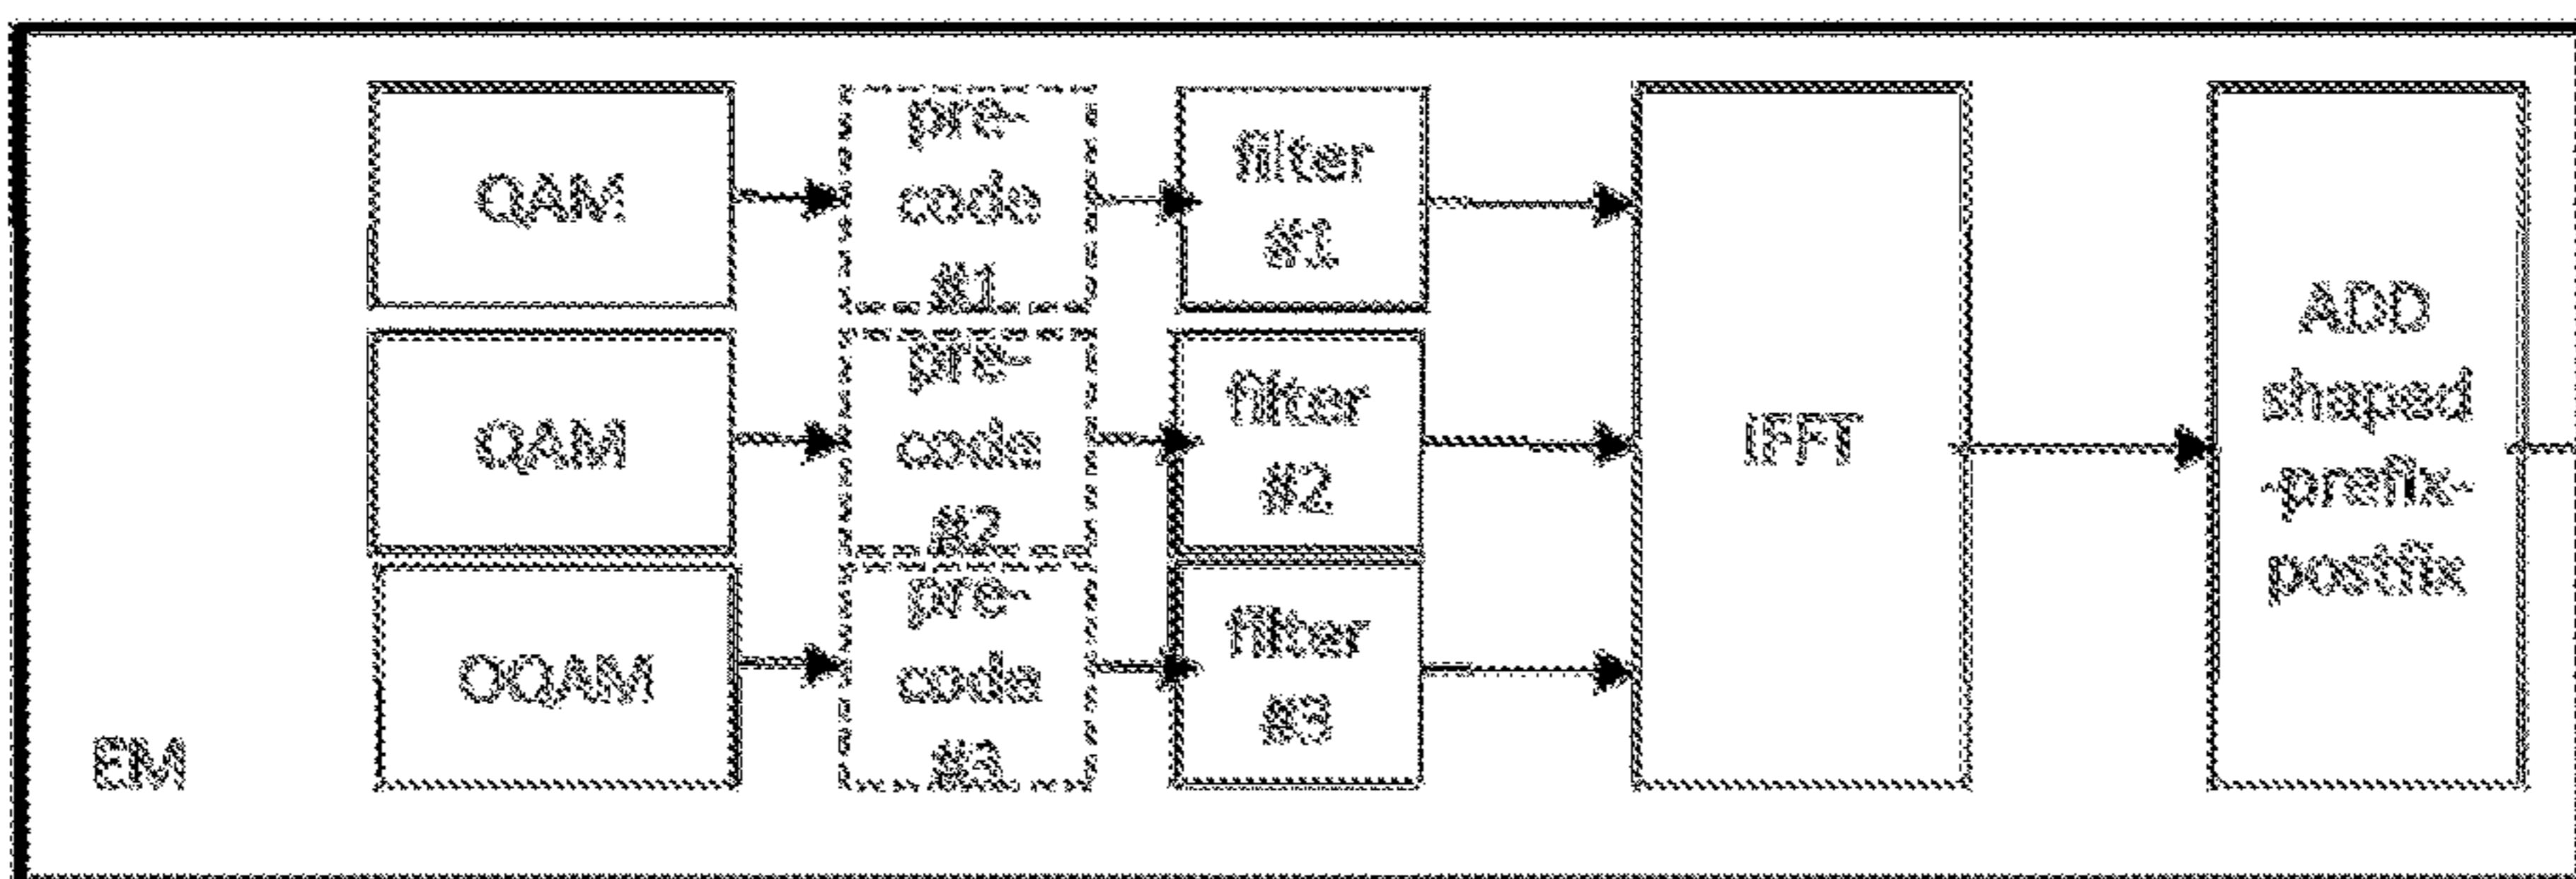 QAM
pre-
code
#1
filter
#1
QAM
pre-
code
#2
filter
#2
OQAM
pre-
code
#3
filter
#3
IFFT
ADD
shaped
-prefix-
postfix
EM